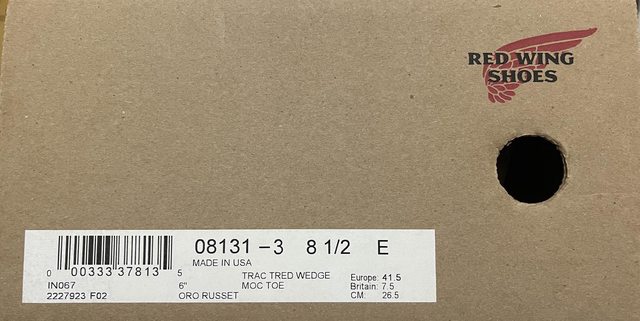 RED WING
SHOES
08131 -3 8 1/2 E
MADE IN USA
0 00333 37813 5
TRAC TRED WEDGE
Europe: 41.5
IN067 6" MOC TOE Britain: 7.5
2227923 F02 ORO RUSSET CM: 26.5